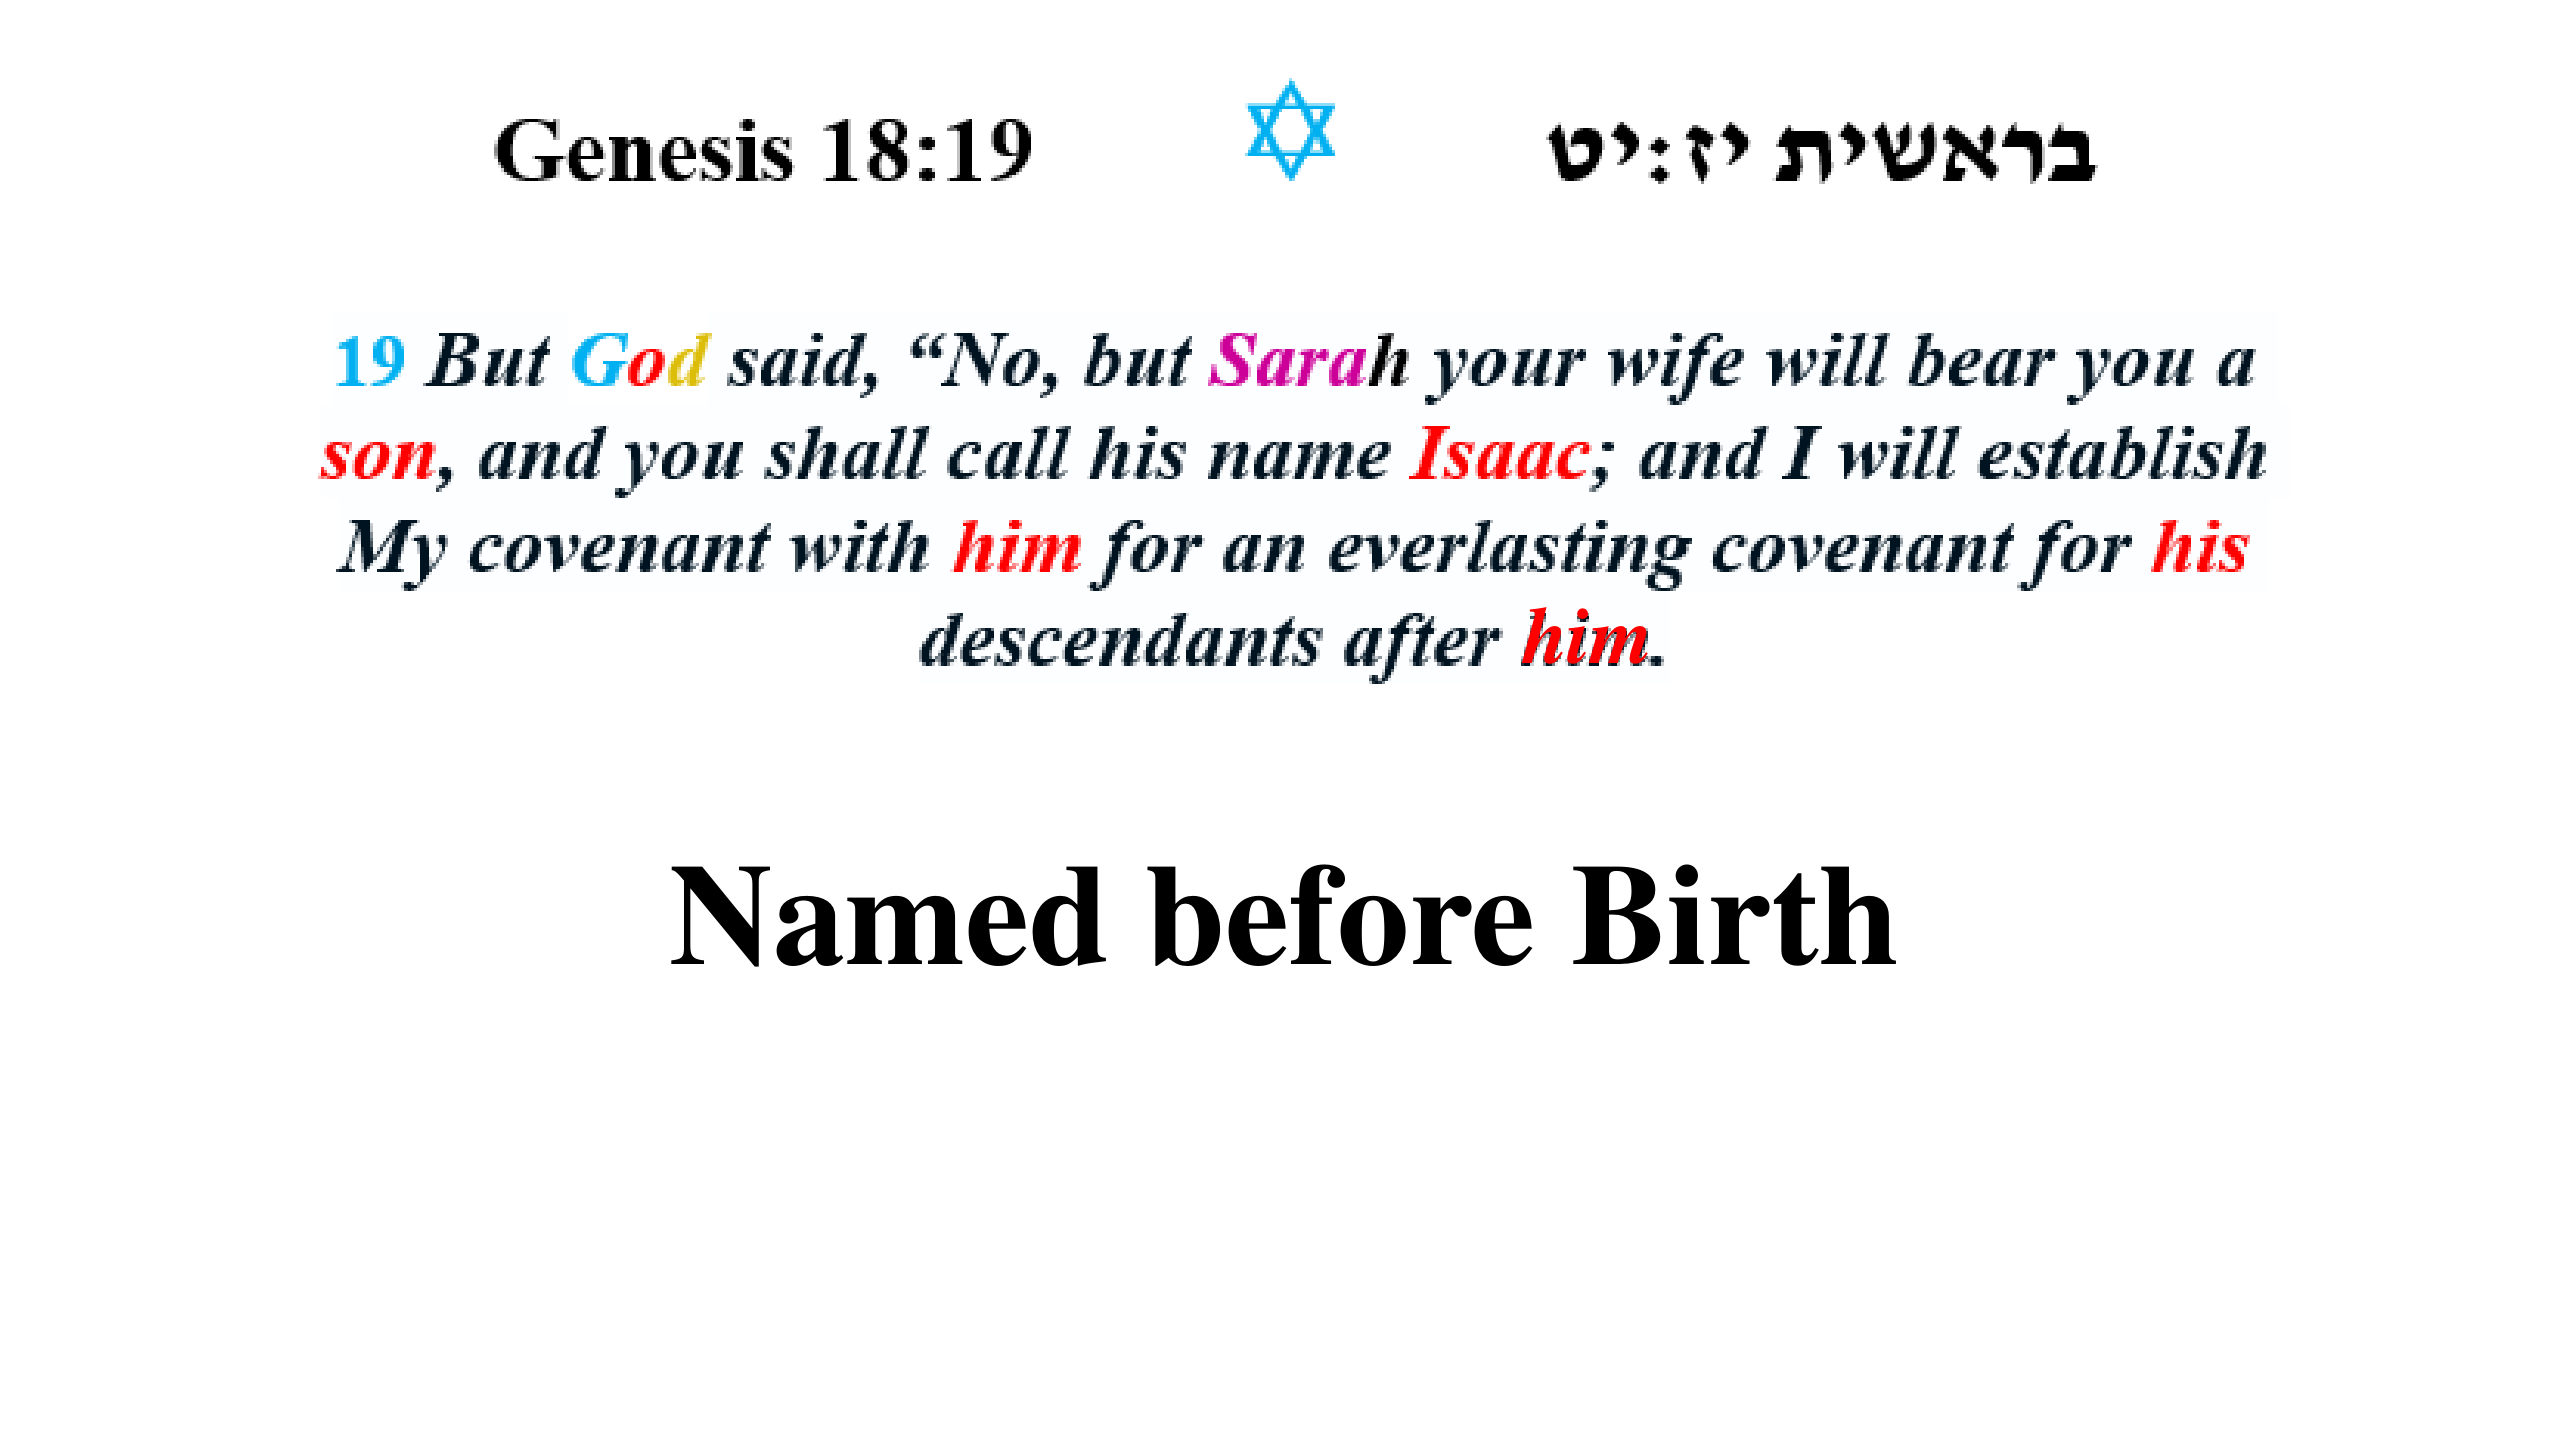 Genesis 18:19 ✡ בראשית יז:יט
19 But God said, “No, but Sarah your wife will bear you a
son, and you shall call his name Isaac; and I will establish
My covenant with him for an everlasting covenant for his
descendants after him.
Named before Birth